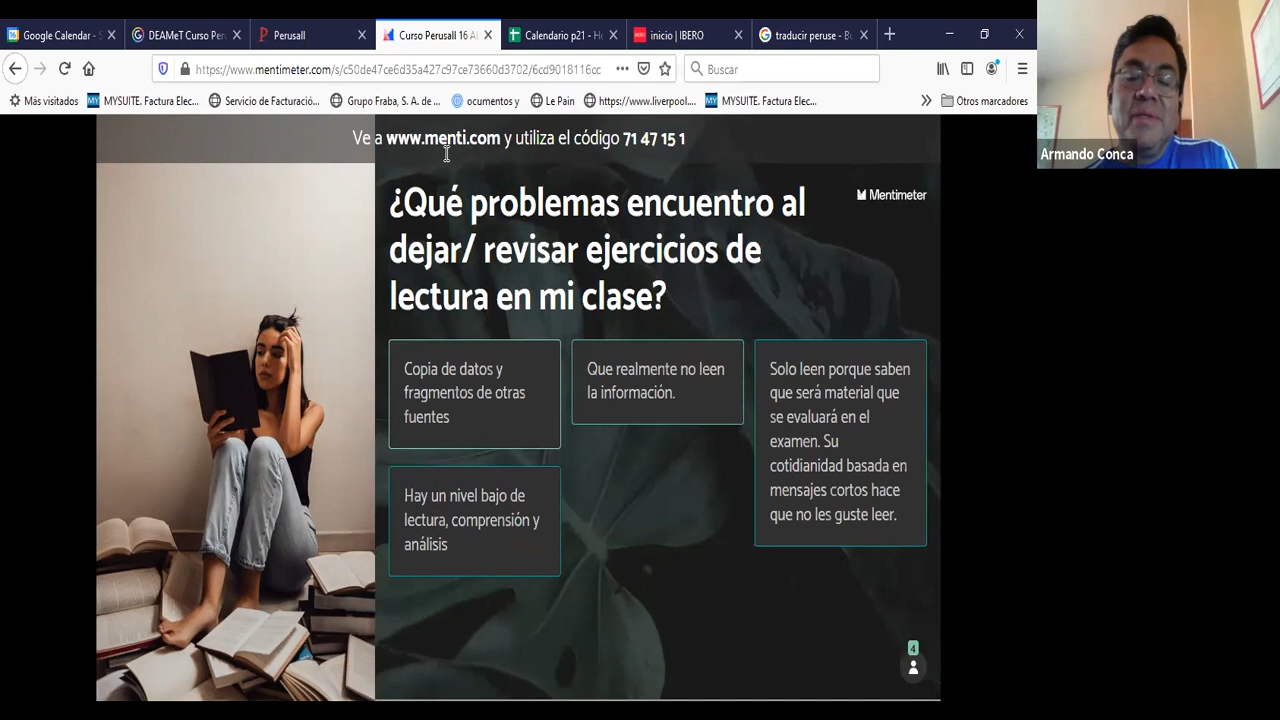 Google Calendar - S
DEAMeT Curso Per
Perusall
Curso Perusall 16 A
Calendario p21 - Ho
inicio | IBERO
traducir peruse - Bu
https://www.mentimeter.com/s/c50de47ce6d35a427c97ce73660d3702/6cd9018116cc
Buscar
Más visitados
MYSUITE. Factura Elec...
Servicio de Facturació...
Grupo Fraba, S. A. de ...
ocumentos y
Le Pain
https://www.liverpool....
MYSUITE. Factura Elec...
Otros marcadores
Armando Conca
Ve a www.menti.com y utiliza el código 71 47 15 1
¿Qué problemas encuentro al
dejar/ revisar ejercicios de
lectura en mi clase?
Mentimeter
Copia de datos y
fragmentos de otras
fuentes
Que realmente no leen
la información.
Solo leen porque saben
que será material que
se evaluará en el
examen. Su
cotidianidad basada en
mensajes cortos hace
que no les guste leer.
Hay un nivel bajo de
lectura, comprensión y
análisis
4